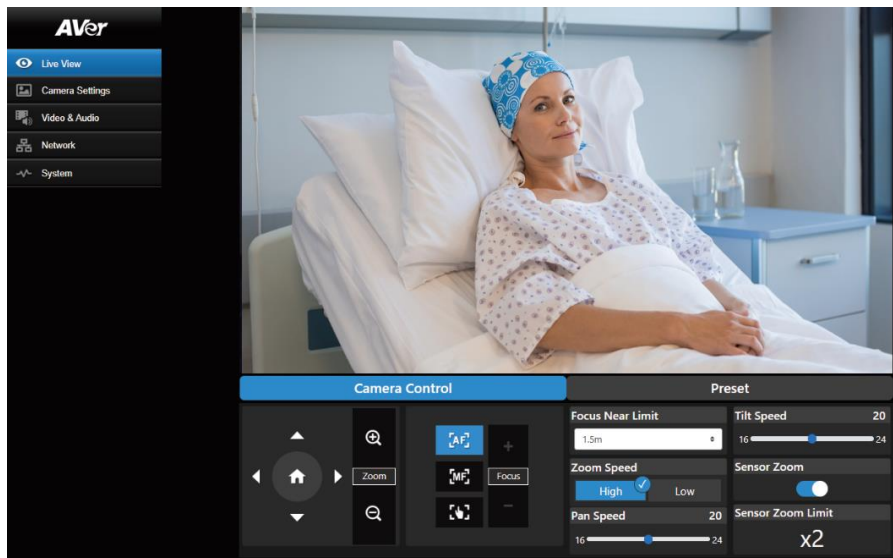 AVer
Live View
Camera Settings
Video & Audio
Network
System
Camera Control
Preset
Zoom
AF
MF
Focus
Focus Near Limit
1.5m
Zoom Speed
High Low
Pan Speed 20
16 24
Tilt Speed 20
16 24
Sensor Zoom
Sensor Zoom Limit
x2